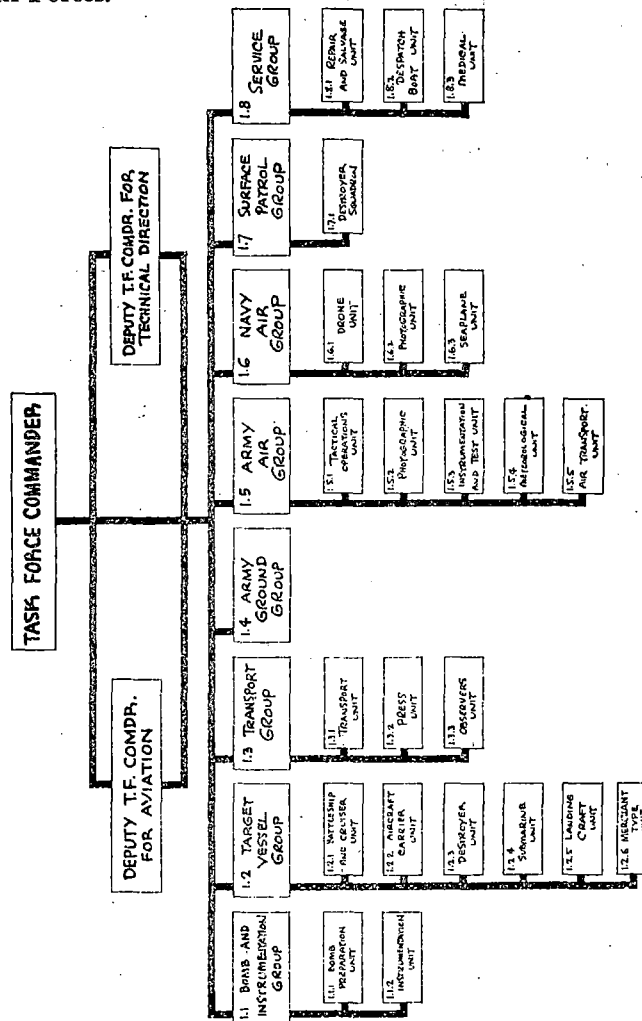 TASK FORCE COMMANDER
DEPUTY T.F. COMDR.
FOR AVIATION
DEPUTY T.F. COMDR. FOR
TECHNICAL DIRECTION
1.1 BOMB AND
INSTRUMENTATION
GROUP
1.1.1 BOMB
PREPARATION
UNIT
1.1.2
INSTRUMENTATION
UNIT
1.2 TARGET
VESSEL
GROUP
1.2.1 BATTLESHIP
AND CRUISER
UNIT
1.2.2 AIRCRAFT
CARRIER
UNIT
1.2.3
DESTROYER
UNIT
1.2.4
SUBMARINE
UNIT
1.2.5 LANDING
CRAFT
UNIT
1.2.6 MERCHANT
TYPE
1.3 TRANSPORT
GROUP
1.3.1
TRANSPORT
UNIT
1.3.2
PRESS
UNIT
1.3.3
OBSERVERS
UNIT
1.4 ARMY
GROUND
GROUP
1.5 ARMY
AIR
GROUP
1.5.1 TACTICAL
OPERATIONS
UNIT
1.5.2
PHOTOGRAPHIC
UNIT
1.5.3
INSTRUMENTATION
AND TEST UNIT
1.5.4
UNIT
1.5.5
AIR TRANSPORT
UNIT
1.6 NAVY
AIR
GROUP
1.6.1
DRONE
UNIT
1.6.2
PHOTOGRAPHIC
UNIT
1.6.3
SEAPLANE
UNIT
1.7 SURFACE
PATROL
GROUP
1.7.1
DESTROYER
SQUADRON
1.8 SERVICE
GROUP
1.8.1 REPAIR
AND SALVAGE
UNIT
1.8.2
DESPATCH
BOAT UNIT
1.8.3
MEDICAL
UNIT